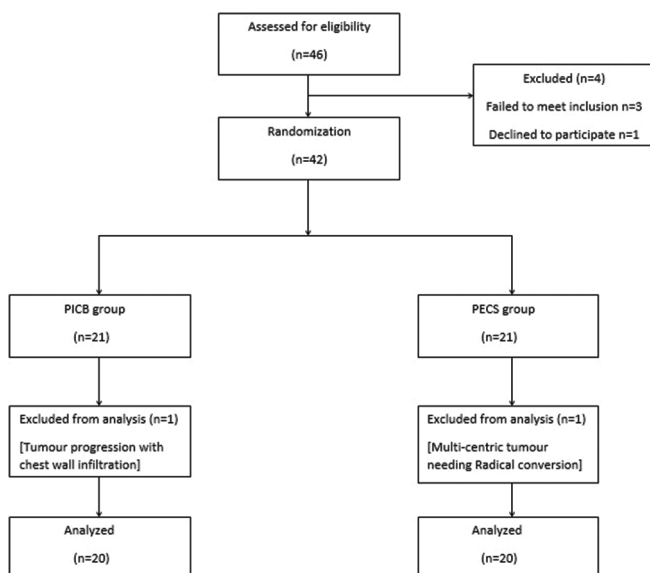 Assessed for eligibility
(n=46)
Excluded (n=4)
Failed to meet inclusion n=3
Declined to participate n=1
Randomization
(n=42)
PICB group
(n=21)
PECS group
(n=21)
Excluded from analysis (n=1)
[Tumour progression with
chest wall infiltration]
Excluded from analysis (n=1)
[Multi-centric tumour
needing Radical conversion]
Analyzed
(n=20)
Analyzed
(n=20)